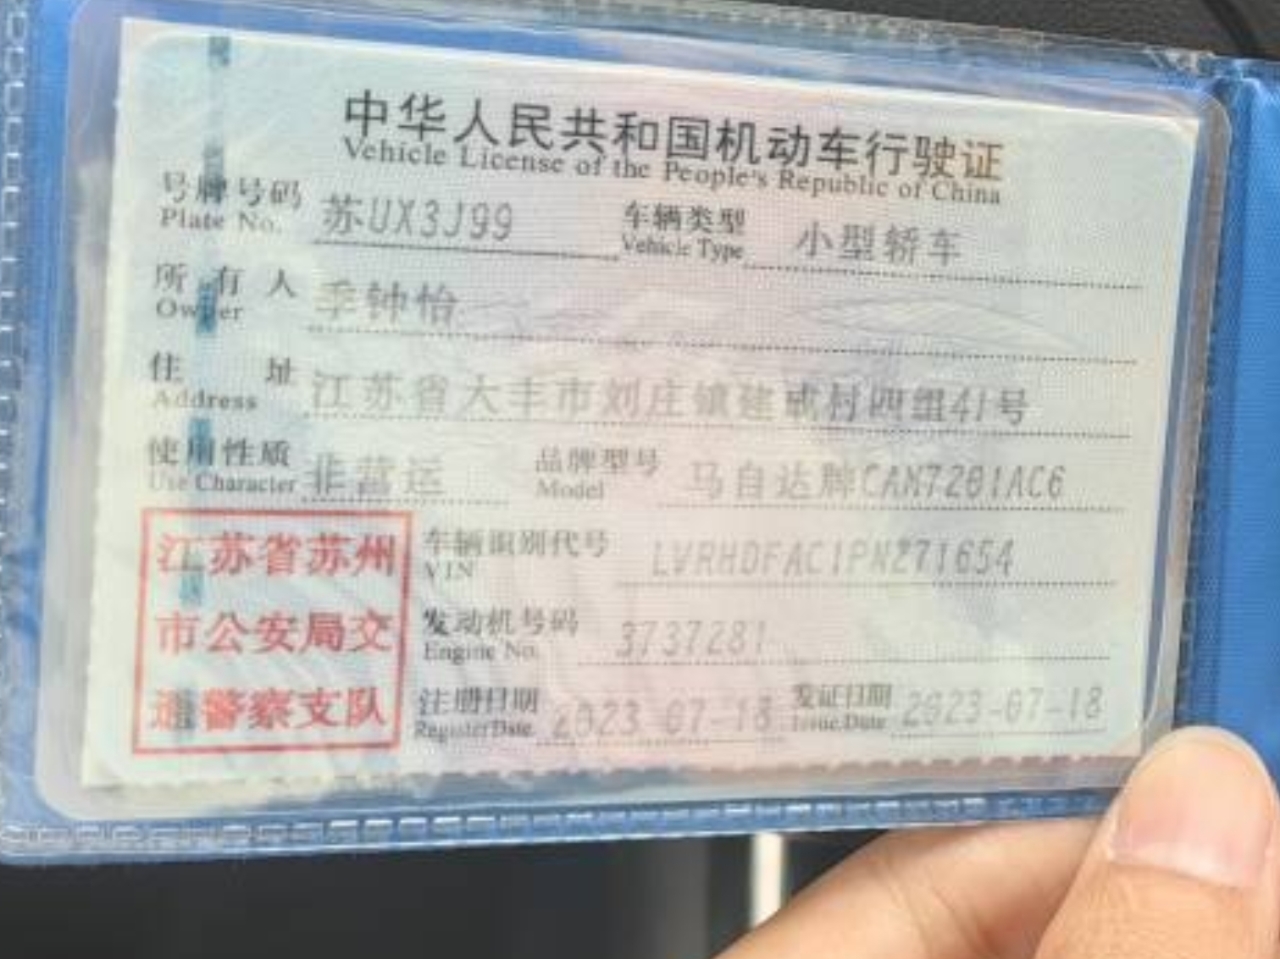 中华人民共和国机动车行驶证
Vehicle License of the People's Republic of China
号牌号码 苏UX3J99 车辆类型 小型轿车
Plate No. Vehicle Type
所有人 季钟怡
Owner
住址 江苏省大丰市刘庄镇建成村四组41号
Address
使用性质 非营运 品牌型号 马自达牌CAM7201AC6
Use Character Model
江苏省苏州
市公安局交
通警察支队
车辆识别代号 LVRHDFAC1PN271654
VIN
发动机号码 3737281
Engine No.
注册日期 2023-07-18 发证日期 2023-07-18
Register Date Issue Date